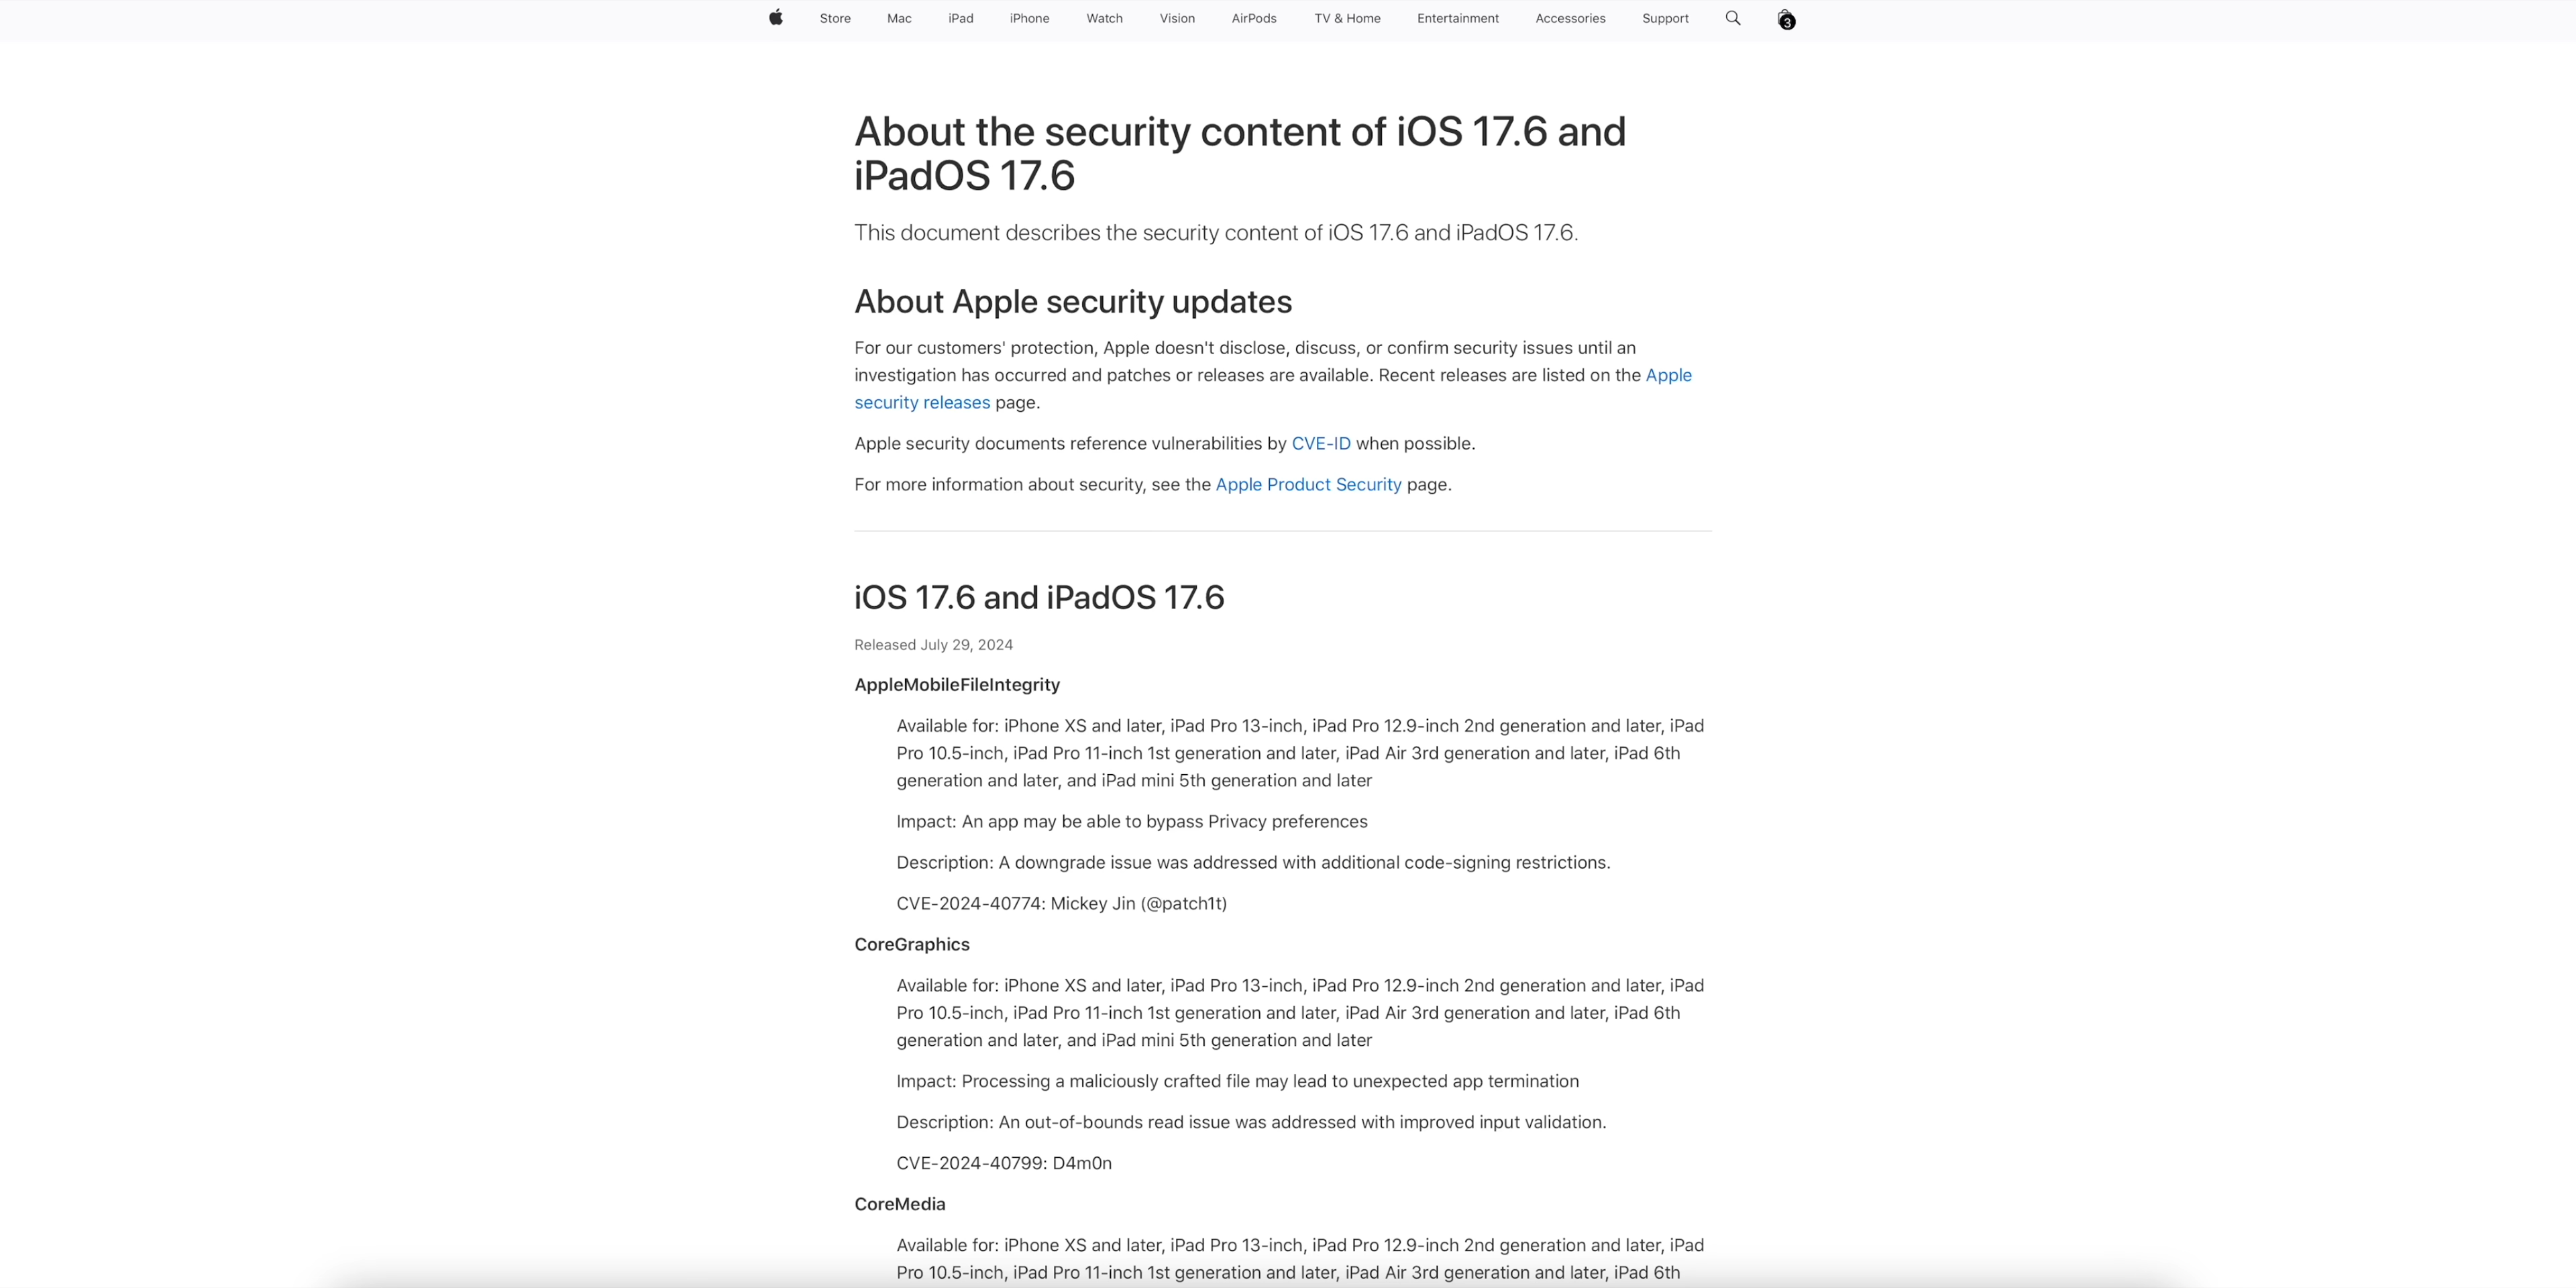 Store Mac iPad iPhone Watch Vision AirPods TV & Home Entertainment Accessories Support 3
About the security content of iOS 17.6 and
iPadOS 17.6
This document describes the security content of iOS 17.6 and iPadOS 17.6.
About Apple security updates
For our customers' protection, Apple doesn't disclose, discuss, or confirm security issues until an
investigation has occurred and patches or releases are available. Recent releases are listed on the Apple
security releases page.
Apple security documents reference vulnerabilities by CVE-ID when possible.
For more information about security, see the Apple Product Security page.
iOS 17.6 and iPadOS 17.6
Released July 29, 2024
AppleMobileFileIntegrity
Available for: iPhone XS and later, iPad Pro 13-inch, iPad Pro 12.9-inch 2nd generation and later, iPad
Pro 10.5-inch, iPad Pro 11-inch 1st generation and later, iPad Air 3rd generation and later, iPad 6th
generation and later, and iPad mini 5th generation and later
Impact: An app may be able to bypass Privacy preferences
Description: A downgrade issue was addressed with additional code-signing restrictions.
CVE-2024-40774: Mickey Jin (@patch1t)
CoreGraphics
Available for: iPhone XS and later, iPad Pro 13-inch, iPad Pro 12.9-inch 2nd generation and later, iPad
Pro 10.5-inch, iPad Pro 11-inch 1st generation and later, iPad Air 3rd generation and later, iPad 6th
generation and later, and iPad mini 5th generation and later
Impact: Processing a maliciously crafted file may lead to unexpected app termination
Description: An out-of-bounds read issue was addressed with improved input validation.
CVE-2024-40799: D4m0n
CoreMedia
Available for: iPhone XS and later, iPad Pro 13-inch, iPad Pro 12.9-inch 2nd generation and later, iPad
Pro 10.5-inch, iPad Pro 11-inch 1st generation and later, iPad Air 3rd generation and later, iPad 6th